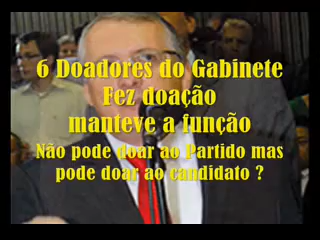 6 Doadores do Gabinete
Fez doação
manteve a função
Não pode doar ao Partido mas
pode doar ao candidato ?